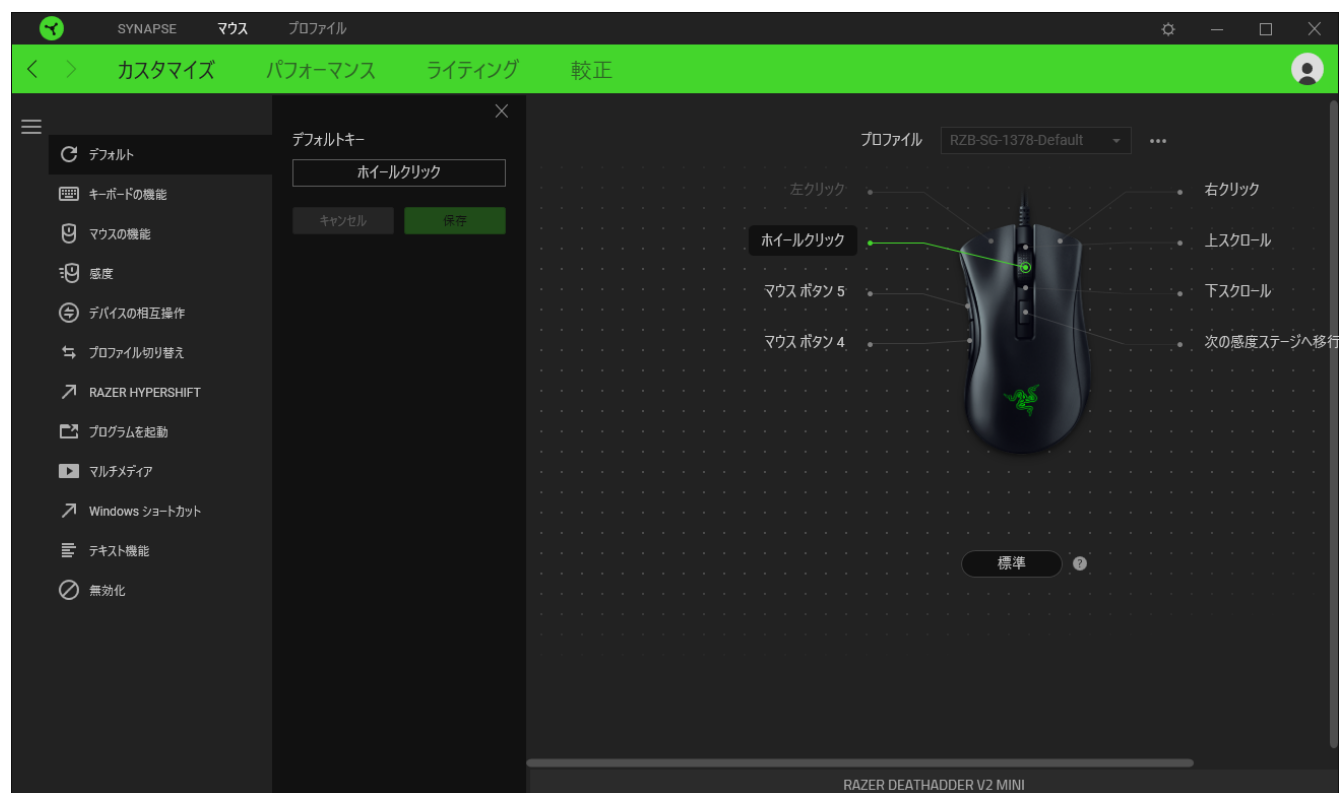 SYNAPSE マウス プロファイル
カスタマイズ パフォーマンス ライティング 較正
デフォルト
キーボードの機能
マウスの機能
感度
デバイスの相互操作
プロファイル切り替え
RAZER HYPERSHIFT
プログラムを起動
マルチメディア
Windows ショートカット
テキスト機能
無効化
デフォルトキー
ホイールクリック
キャンセル 保存
プロファイル RZB-SG-1378-Default
左クリック
ホイールクリック
マウス ボタン 5
マウス ボタン 4
右クリック
上スクロール
下スクロール
次の感度ステージへ移行
標準 ?
RAZER DEATHADDER V2 MINI